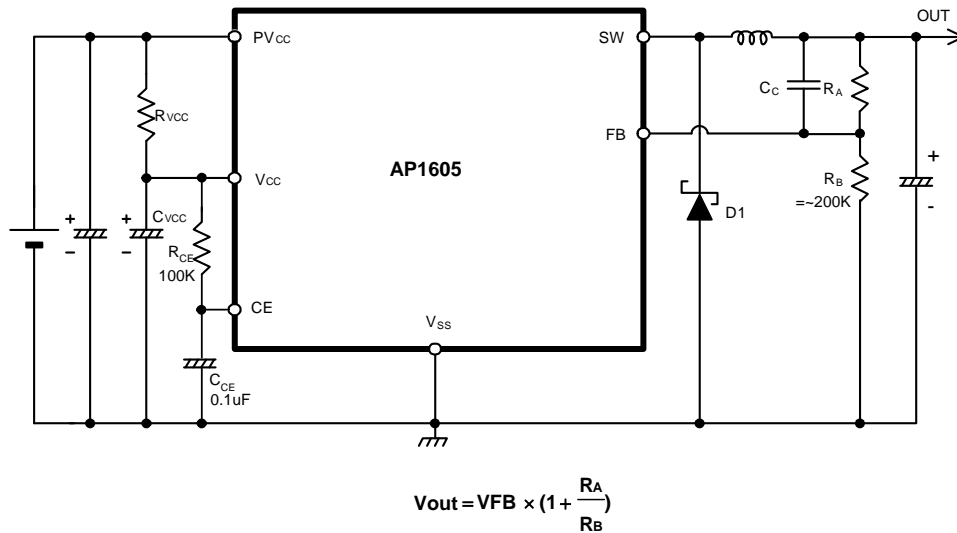 OUT
PVCC
SW
RVCC
CC
RA
FB
AP1605
VCC
+
+
CVCC
RB
=~200K
+
-
D1
−
−
RCE
100K
CE
VSS
CCE
0.1uF
Vout = VFB × (1 + RA/RB)